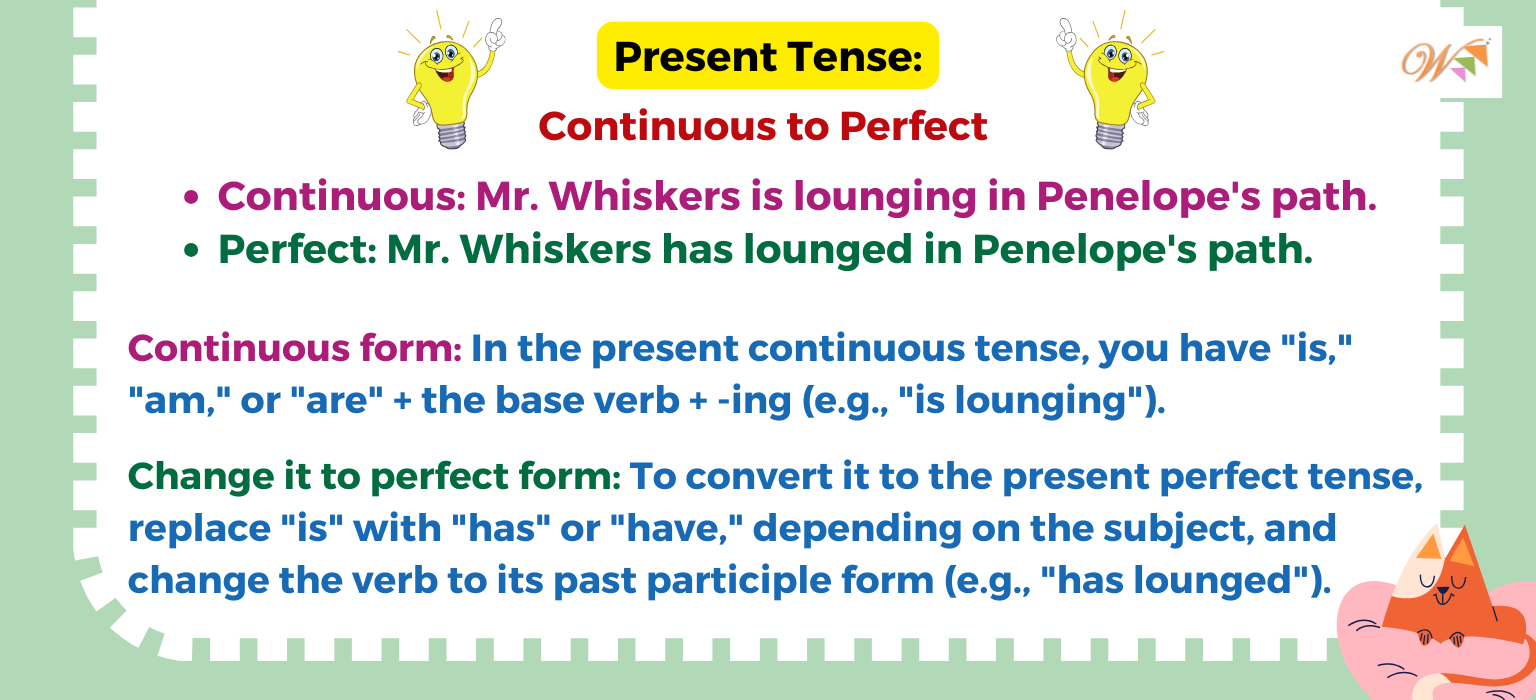 Present Tense:
W
Continuous to Perfect
• Continuous: Mr. Whiskers is lounging in Penelope's path.
• Perfect: Mr. Whiskers has lounged in Penelope's path.
Continuous form: In the present continuous tense, you have "is,"
"am," or "are" + the base verb + -ing (e.g., "is lounging").
Change it to perfect form: To convert it to the present perfect tense,
replace "is" with "has" or "have," depending on the subject, and
change the verb to its past participle form (e.g., "has lounged").